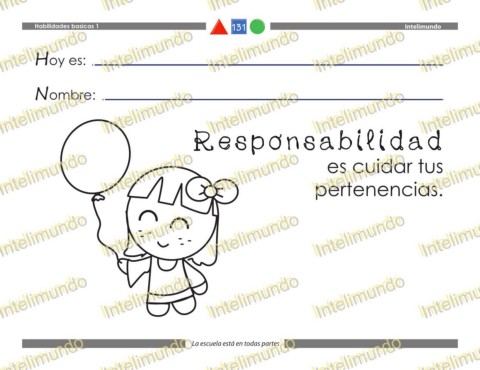 Habilidades basicas 1
131
Intelimundo
Hoy es:
Nombre:
Responsabilidad
es cuidar tus
pertenencias.
La escuela está en todas partes
Intelimundo